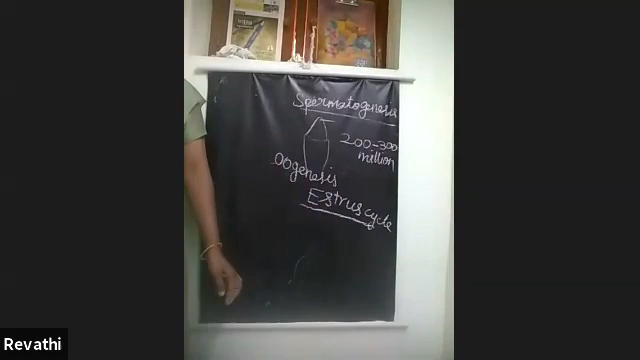 Spermatogenesis
200-300
million
Oogenesis
Estrus cycle
Revathi